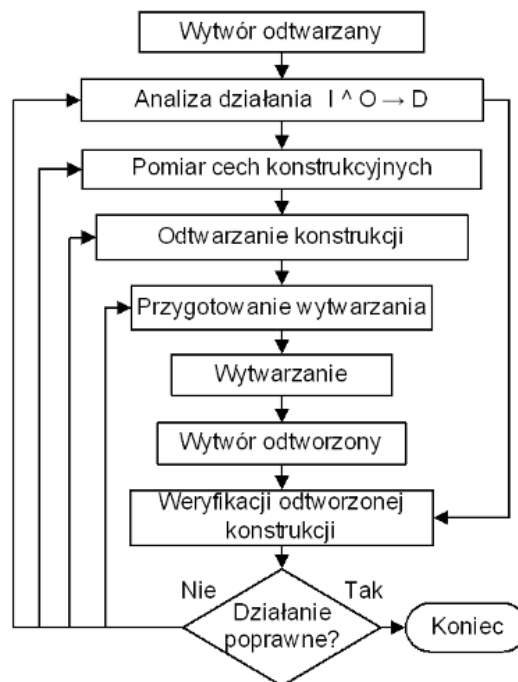 Wytwór odtwarzany
Analiza działania I ^ O → D
Pomiar cech konstrukcyjnych
Odtwarzanie konstrukcji
Przygotowanie wytwarzania
Wytwarzanie
Wytwór odtworzony
Weryfikacji odtworzonej
konstrukcji
Nie
Tak
Działanie
poprawne?
Koniec